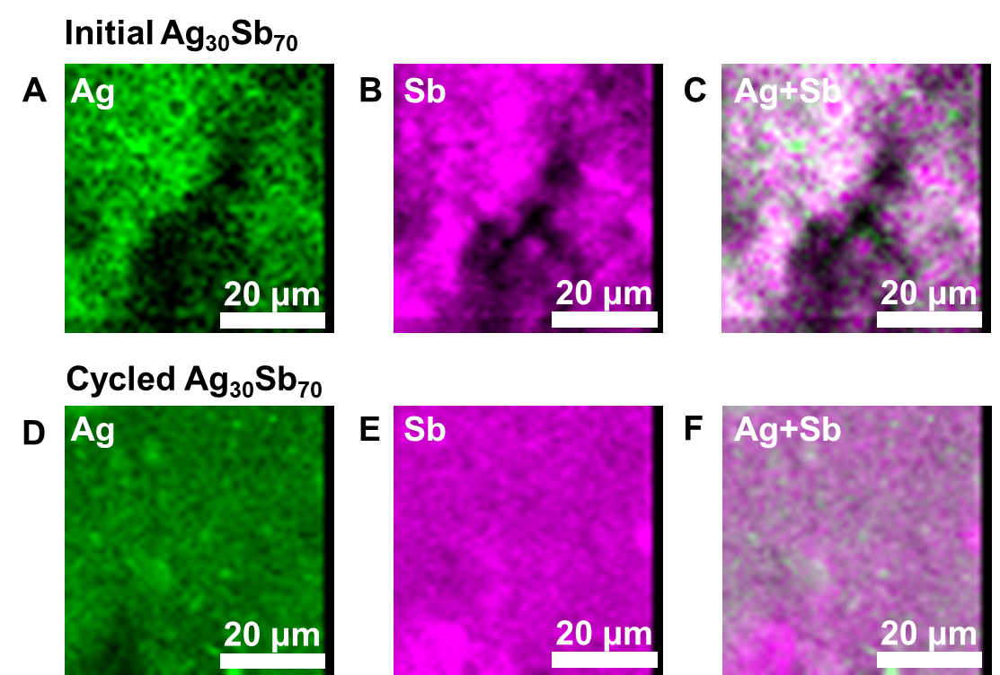 Initial Ag₃₀Sb₇₀
A Ag B Sb C Ag+Sb
20 µm 20 µm 20 µm
Cycled Ag₃₀Sb₇₀
D Ag E Sb F Ag+Sb
20 µm 20 µm 20 µm